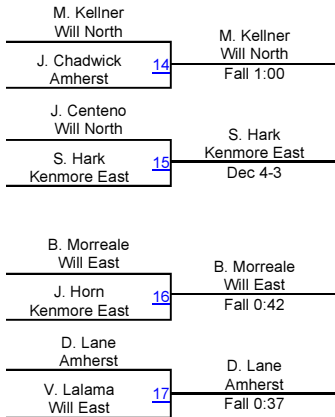 M. Kellner
Will North
J. Chadwick
Amherst
14
M. Kellner
Will North
Fall 1:00
J. Centeno
Will North
S. Hark
Kenmore East
15
S. Hark
Kenmore East
Dec 4-3
B. Morreale
Will East
J. Horn
Kenmore East
16
B. Morreale
Will East
Fall 0:42
D. Lane
Amherst
V. Lalama
Will East
17
D. Lane
Amherst
Fall 0:37